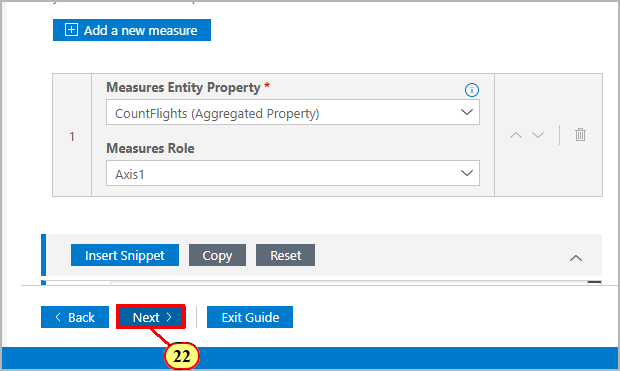 Add a new measure
Measures Entity Property *
CountFlights (Aggregated Property)
1
Measures Role
Axis1
Insert Snippet Copy Reset
Back Next Exit Guide
22